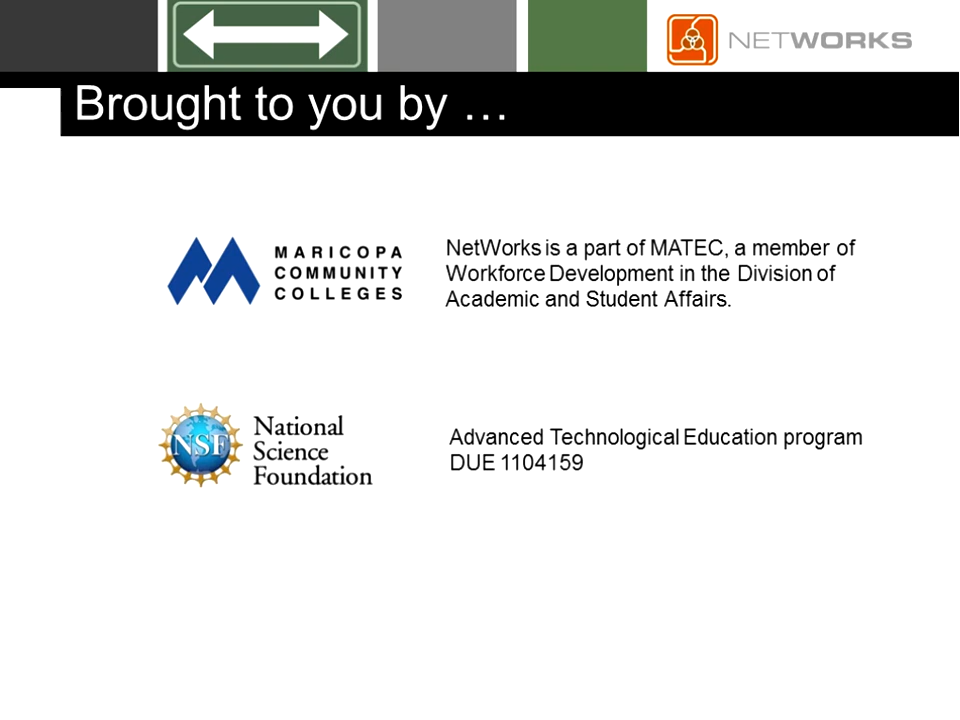 NETWORKS
Brought to you by …
MARICOPA
COMMUNITY
COLLEGES
NetWorks is a part of MATEC, a member of
Workforce Development in the Division of
Academic and Student Affairs.
NSF
National
Science
Foundation
Advanced Technological Education program
DUE 1104159